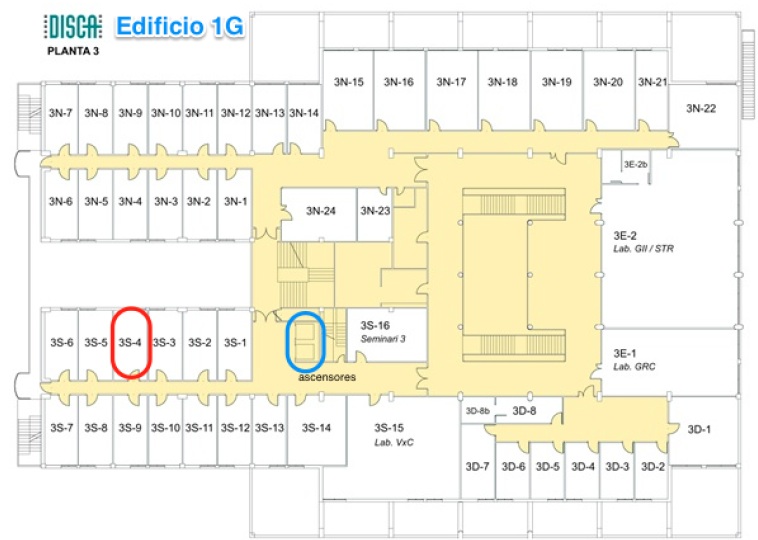 DISCA Edificio 1G
PLANTA 3
3N-15 3N-16 3N-17 3N-18 3N-19 3N-20 3N-21
3N-22
3N-7 3N-8 3N-9 3N-10 3N-11 3N-12 3N-13 3N-14
3E-2b
3N-6 3N-5 3N-4 3N-3 3N-2 3N-1
3N-24 3N-23
3E-2
Lab. GII / STR
3S-16
Seminari 3
3S-6 3S-5 3S-4 3S-3 3S-2 3S-1
3E-1
Lab. GRC
ascensores
3D-8b 3D-8
3S-7 3S-8 3S-9 3S-10 3S-11 3S-12 3S-13 3S-14 3S-15 3D-1
Lab. VxC
3D-7 3D-6 3D-5 3D-4 3D-3 3D-2